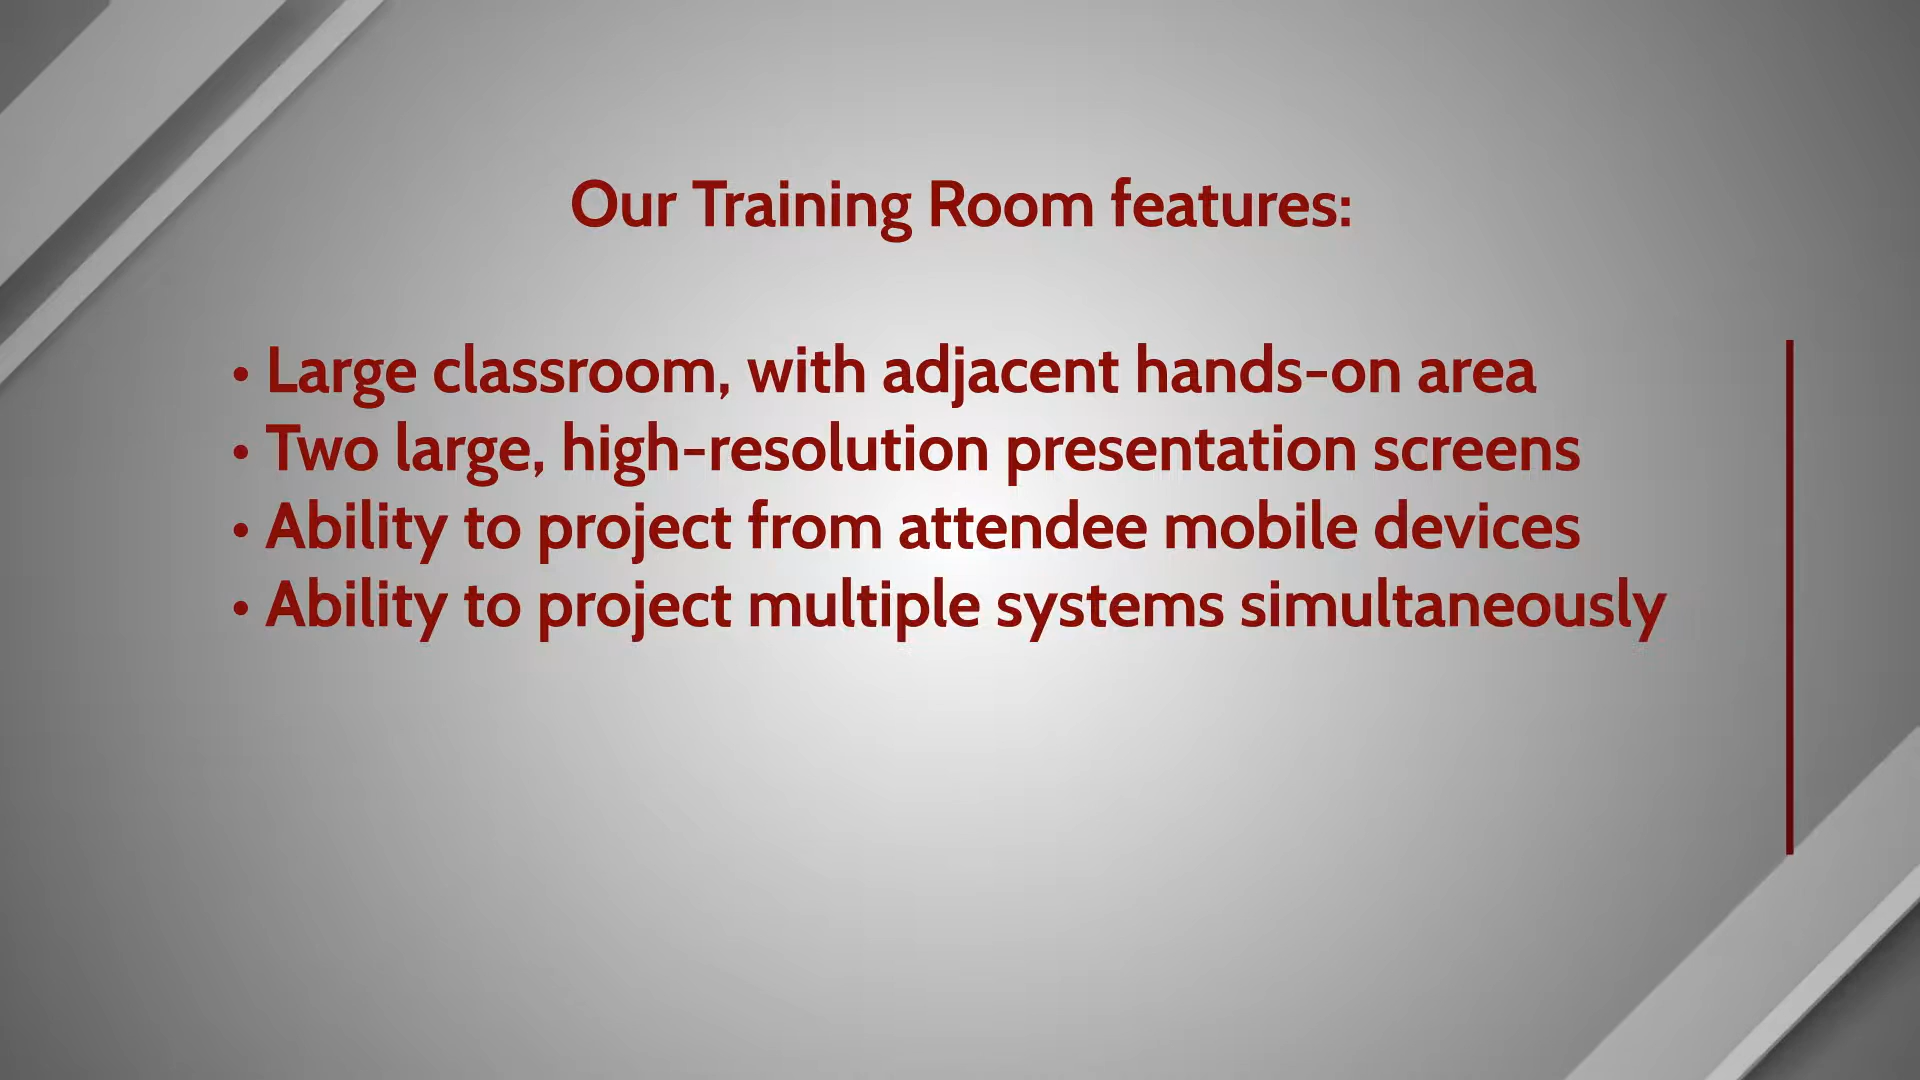 Our Training Room features:
• Large classroom, with adjacent hands-on area
• Two large, high-resolution presentation screens
• Ability to project from attendee mobile devices
• Ability to project multiple systems simultaneously